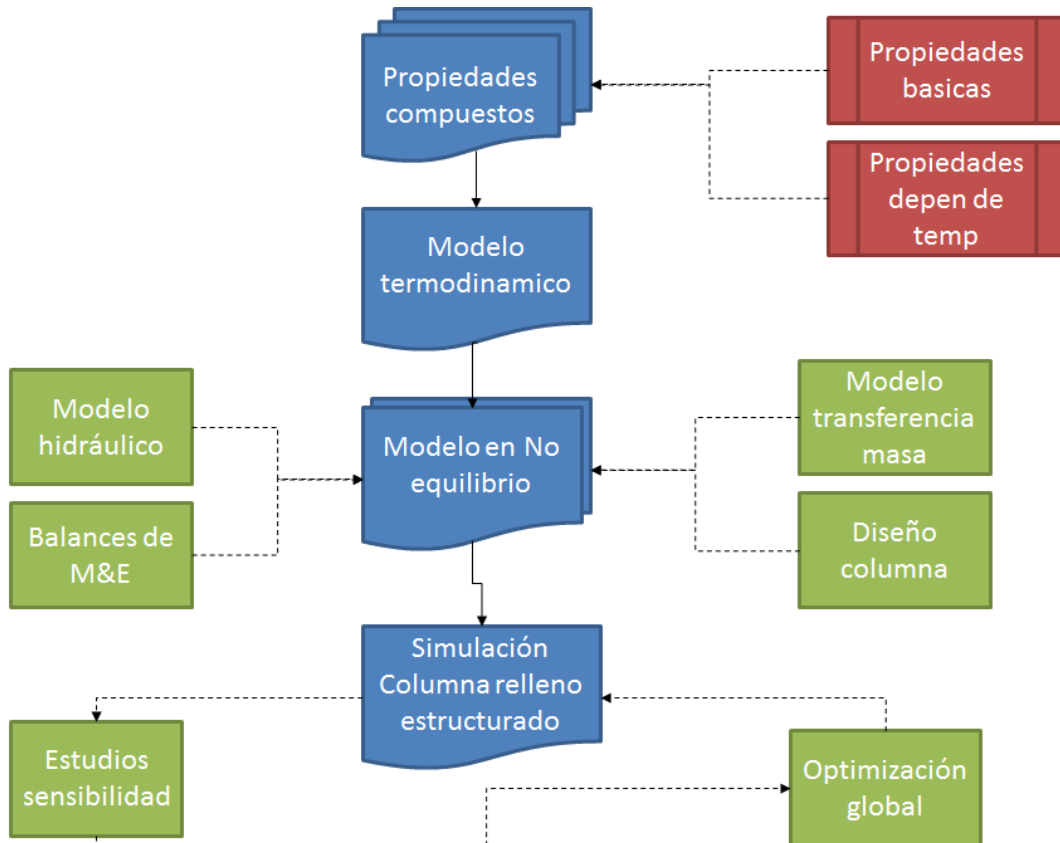 Propiedades
compuestos
Propiedades
basicas
Propiedades
depen de
temp
Modelo
termodinamico
Modelo
hidráulico
Modelo en No
equilibrio
Modelo
transferencia
masa
Balances de
M&E
Diseño
columna
Simulación
Columna relleno
estructurado
Estudios
sensibilidad
Optimización
global